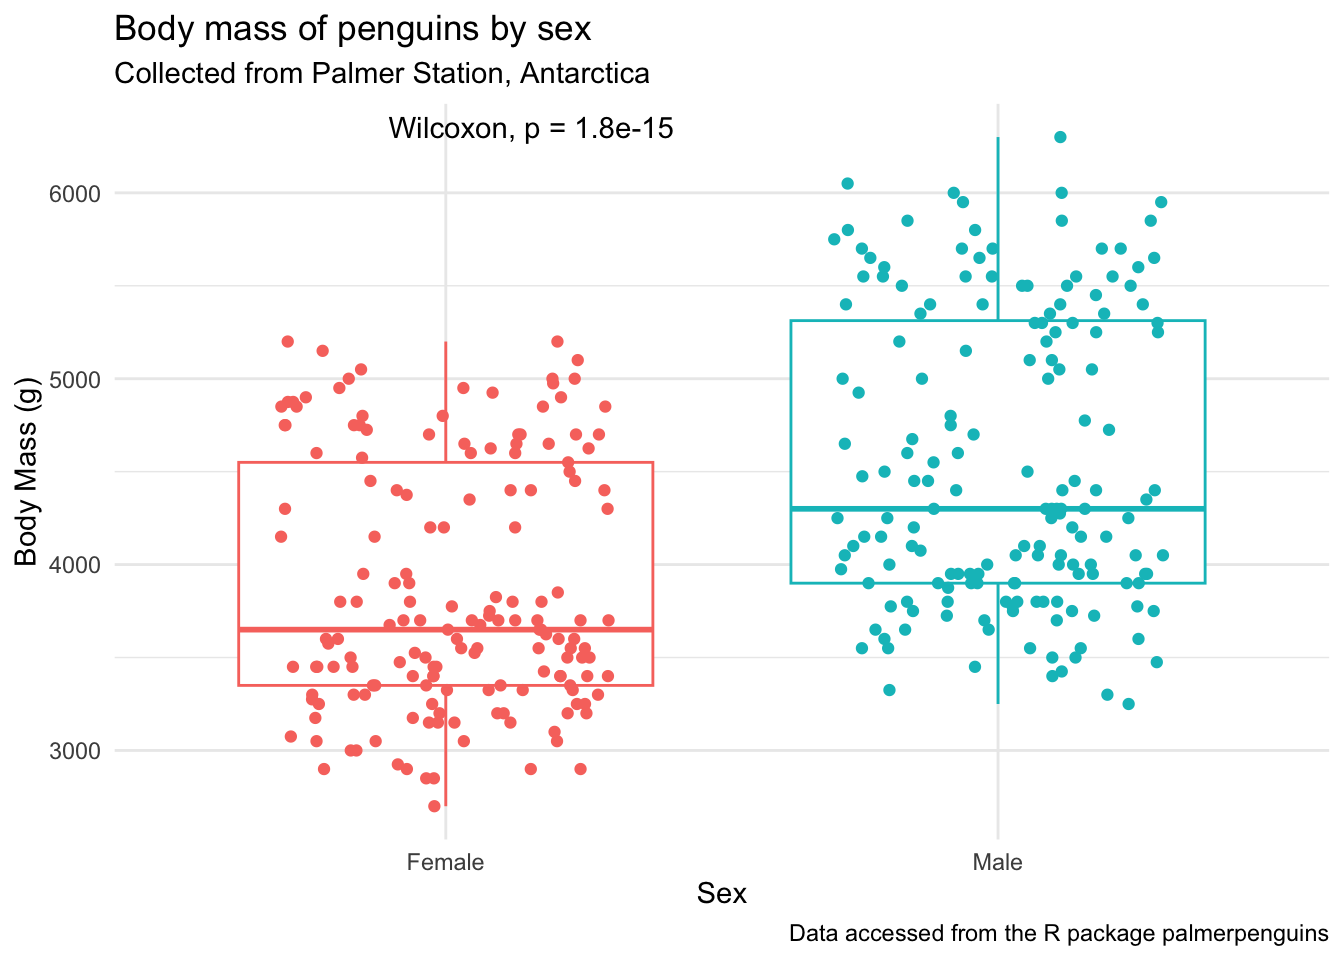 Body mass of penguins by sex
Collected from Palmer Station, Antarctica
Wilcoxon, p = 1.8e-15
6000
5000
4000
3000
Body Mass (g)
Female
Male
Sex
Data accessed from the R package palmerpenguins